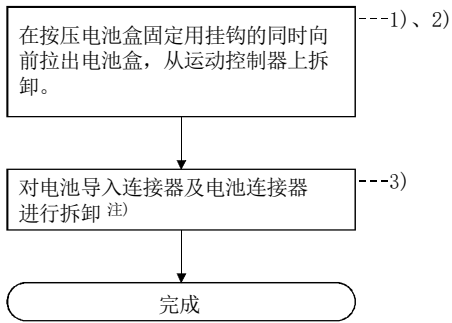 在按压电池盒固定用挂钩的同时向
前拉出电池盒，从运动控制器上拆
卸。
---1)、2)
对电池导入连接器及电池连接器
进行拆卸 注)
---3)
完成